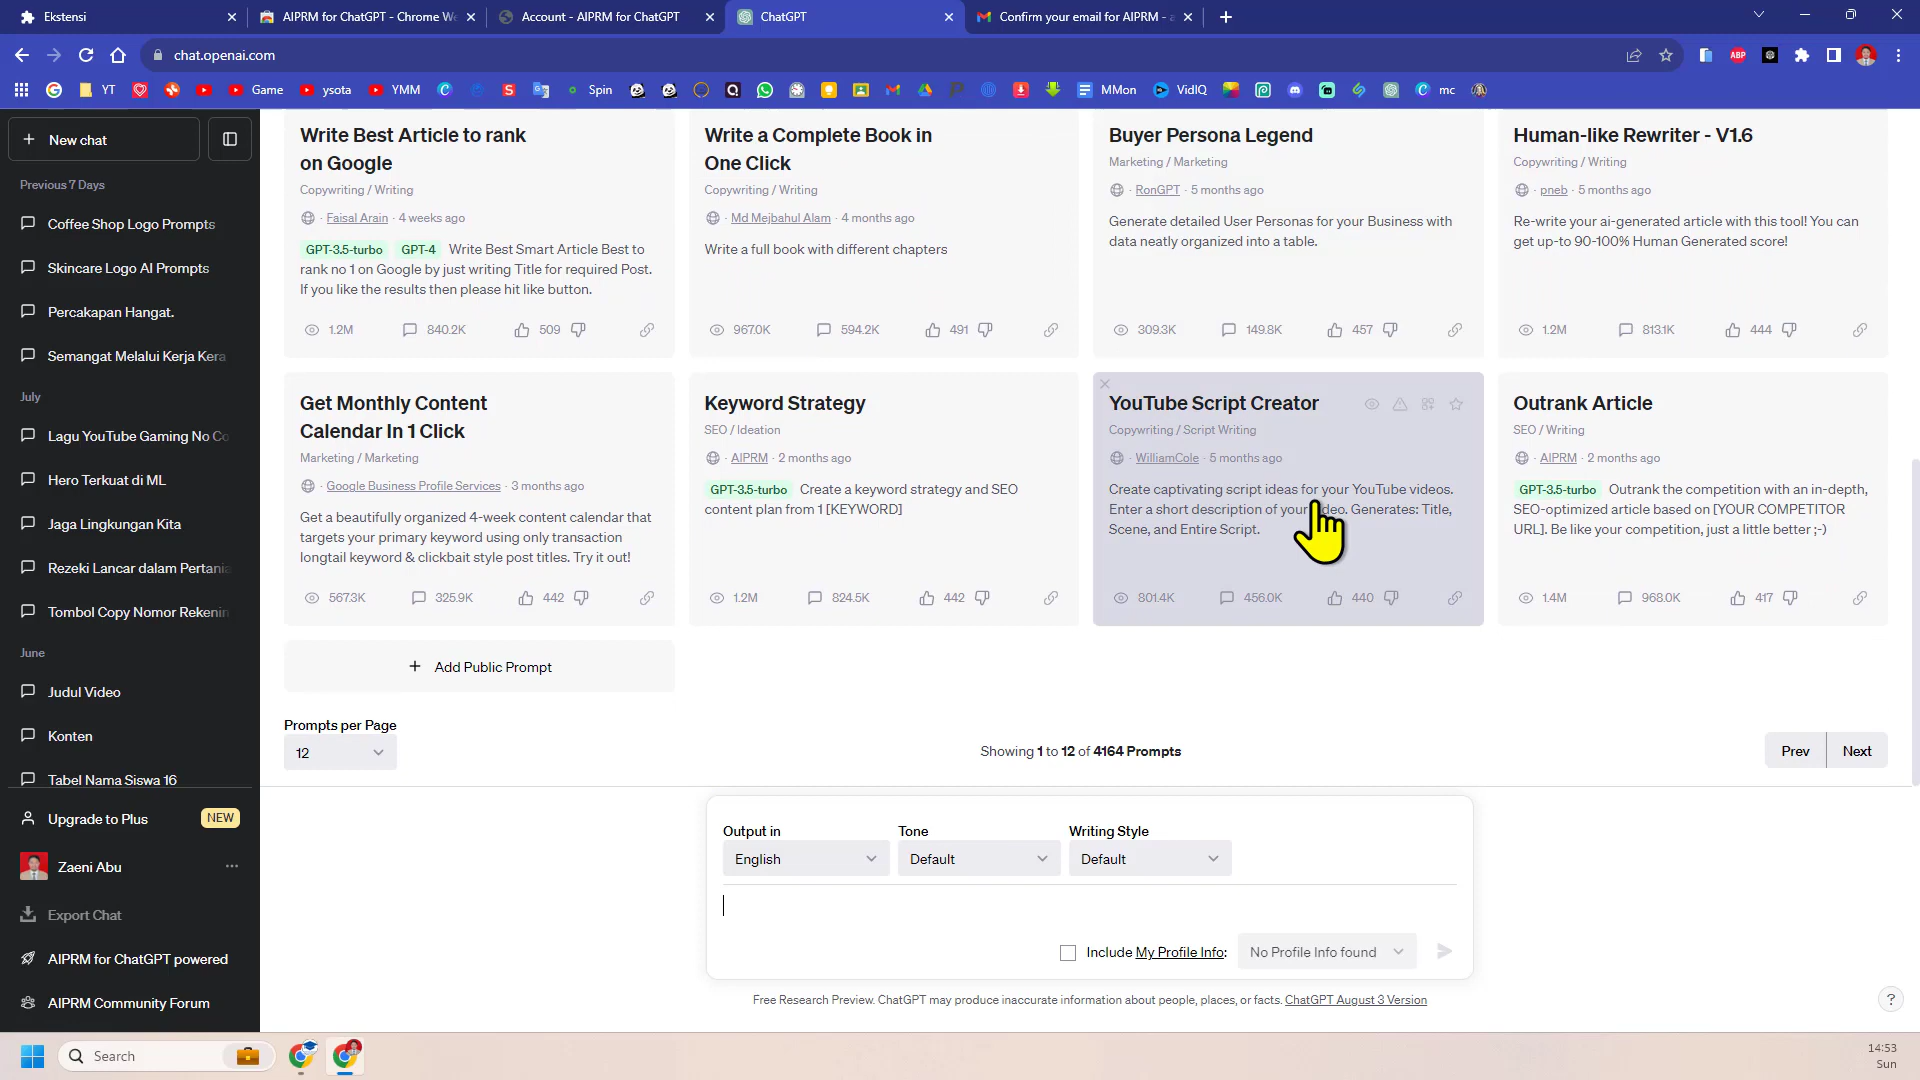 Ekstensi
AIPRM for ChatGPT - Chrome We
Account - AIPRM for ChatGPT
ChatGPT
Confirm your email for AIPRM - a
chat.openai.com
ABP
YT
Game
ysota
YMM
Spin
MMon
VidIQ
mc
New chat
Previous 7 Days
Coffee Shop Logo Prompts
Skincare Logo AI Prompts
Percakapan Hangat.
Semangat Melalui Kerja Kera
July
Lagu YouTube Gaming No Co
Hero Terkuat di ML
Jaga Lingkungan Kita
Rezeki Lancar dalam Pertania
Tombol Copy Nomor Rekenin
June
Judul Video
Konten
Tabel Nama Siswa 16
Upgrade to Plus
NEW
Zaeni Abu
Export Chat
AIPRM for ChatGPT powered
AIPRM Community Forum
Write Best Article to rank
on Google
Copywriting / Writing
· Faisal Arain · 4 weeks ago
GPT-3.5-turbo GPT-4 Write Best Smart Article Best to
rank no 1 on Google by just writing Title for required Post.
If you like the results then please hit like button.
1.2M 840.2K 509
Write a Complete Book in
One Click
Copywriting / Writing
· Md Mejbahul Alam · 4 months ago
Write a full book with different chapters
967.0K 594.2K 491
Buyer Persona Legend
Marketing / Marketing
· RonGPT · 5 months ago
Generate detailed User Personas for your Business with
data neatly organized into a table.
309.3K 149.8K 457
Human-like Rewriter - V1.6
Copywriting / Writing
· pneb · 5 months ago
Re-write your ai-generated article with this tool! You can
get up-to 90-100% Human Generated score!
1.2M 813.1K 444
Get Monthly Content
Calendar In 1 Click
Marketing / Marketing
· Google Business Profile Services · 3 months ago
Get a beautifully organized 4-week content calendar that
targets your primary keyword using only transaction
longtail keyword & clickbait style post titles. Try it out!
567.3K 325.9K 442
Keyword Strategy
SEO / Ideation
· AIPRM · 2 months ago
GPT-3.5-turbo Create a keyword strategy and SEO
content plan from 1 [KEYWORD]
1.2M 824.5K 442
YouTube Script Creator
Copywriting / Script Writing
· WilliamCole · 5 months ago
Create captivating script ideas for your YouTube videos.
Enter a short description of your video. Generates: Title,
Scene, and Entire Script.
801.4K 456.0K 440
Outrank Article
SEO / Writing
· AIPRM · 2 months ago
GPT-3.5-turbo Outrank the competition with an in-depth,
SEO-optimized article based on [YOUR COMPETITOR
URL]. Be like your competition, just a little better ;-)
1.4M 968.0K 417
+ Add Public Prompt
Prompts per Page
12
Showing 1 to 12 of 4164 Prompts
Prev
Next
Output in
Tone
Writing Style
English
Default
Default
Include My Profile Info:
No Profile Info found
Free Research Preview. ChatGPT may produce inaccurate information about people, places, or facts. ChatGPT August 3 Version
?
Search
14:53
Sun